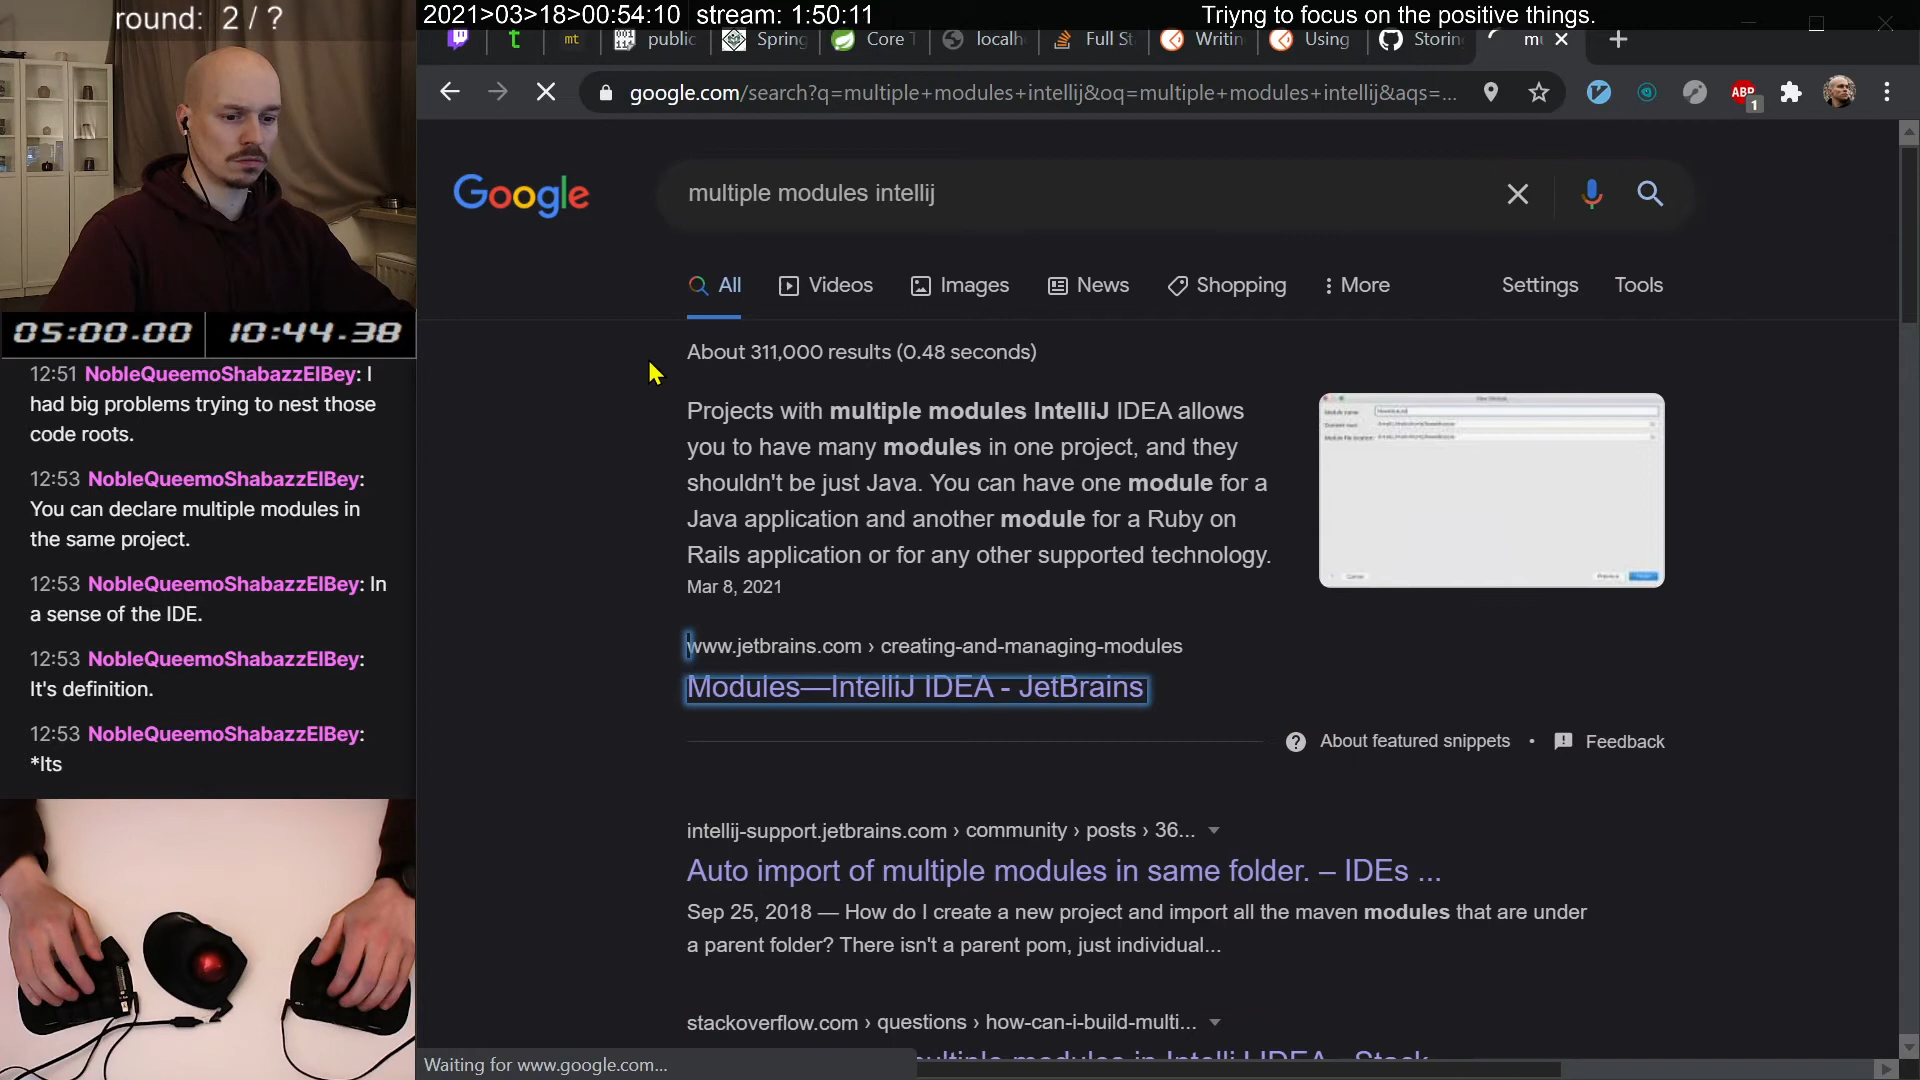 round: 2 / ?
2021>03>18>00:54:10 stream: 1:50:11
Triyng to focus on the positive things.
t
mt
public
Spring
Core
localh
Full St
Writin
Using
Storin
mu
google.com/search?q=multiple+modules+intellij&oq=multiple+modules+intellij&aqs=...
ABP
1
Google
multiple modules intellij
All
Videos
Images
News
Shopping
More
Settings
Tools
05:00.00
10:44.38
About 311,000 results (0.48 seconds)
Projects with multiple modules IntelliJ IDEA allows
you to have many modules in one project, and they
shouldn't be just Java. You can have one module for a
Java application and another module for a Ruby on
Rails application or for any other supported technology.
Mar 8, 2021
www.jetbrains.com › creating-and-managing-modules
Modules—IntelliJ IDEA - JetBrains
About featured snippets • Feedback
intellij-support.jetbrains.com › community › posts › 36...
Auto import of multiple modules in same folder. – IDEs ...
Sep 25, 2018 — How do I create a new project and import all the maven modules that are under
a parent folder? There isn't a parent pom, just individual...
stackoverflow.com › questions › how-can-i-build-multi...
multiple modules in IntelliJ IDEA - Stack
Waiting for www.google.com...
12:51 NobleQueemoShabazzElBey: I
had big problems trying to nest those
code roots.
12:53 NobleQueemoShabazzElBey:
You can declare multiple modules in
the same project.
12:53 NobleQueemoShabazzElBey: In
a sense of the IDE.
12:53 NobleQueemoShabazzElBey:
It's definition.
12:53 NobleQueemoShabazzElBey:
*Its